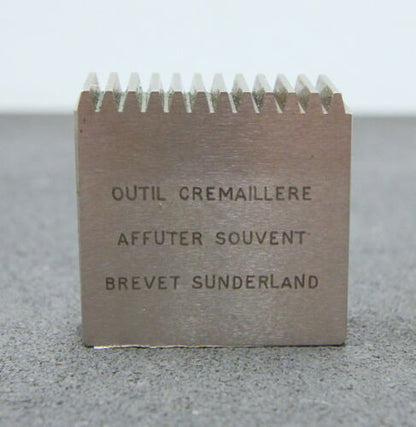 OUTIL CREMAILLERE
AFFUTER SOUVENT
BREVET SUNDERLAND